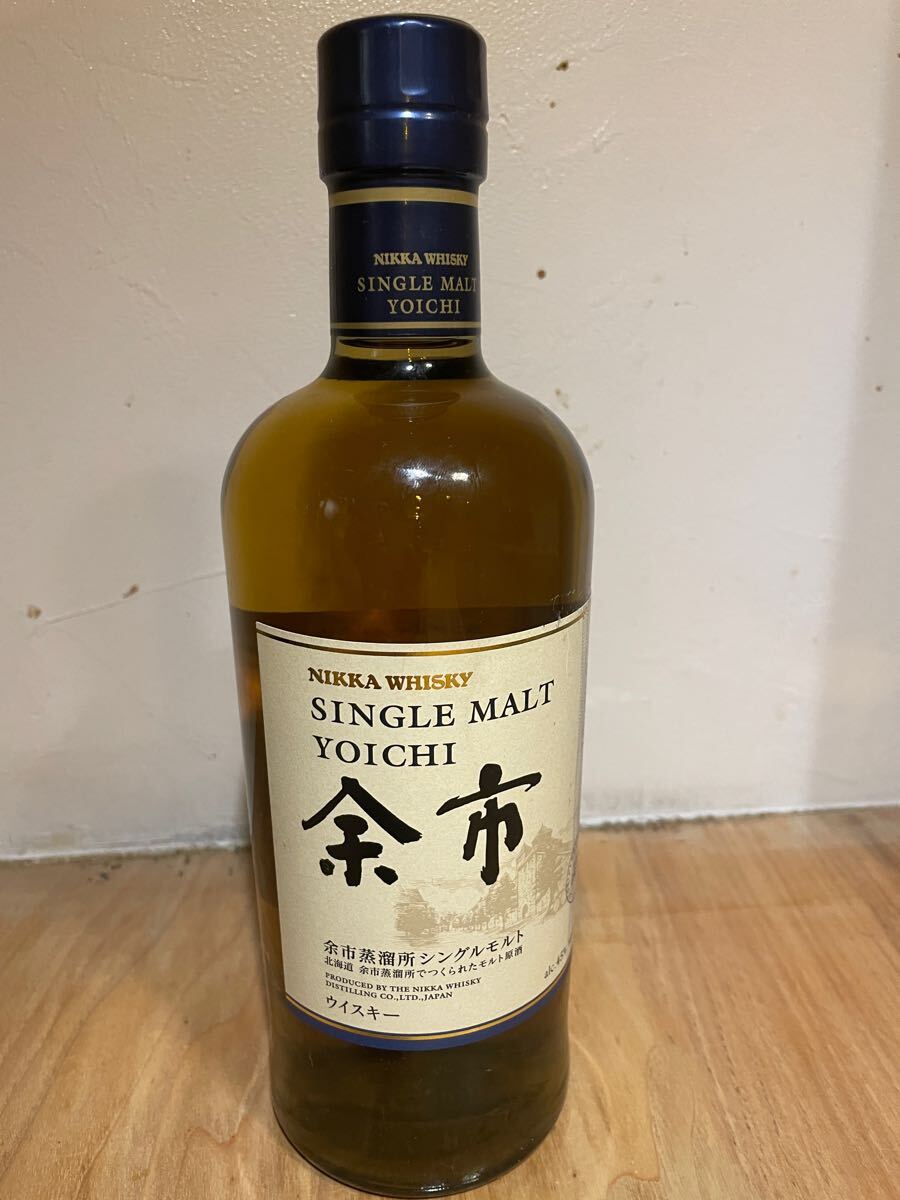 NIKKA WHISKY
SINGLE MALT
YOICHI
NIKKA WHISKY
SINGLE MALT
YOICHI
余市
余市蒸溜所シングルモルト
北海道 余市蒸溜所でつくられたモルト原酒
PRODUCED BY THE NIKKA WHISKY
DISTILLING CO.,LTD.,JAPAN
ウイスキー
alc.45%